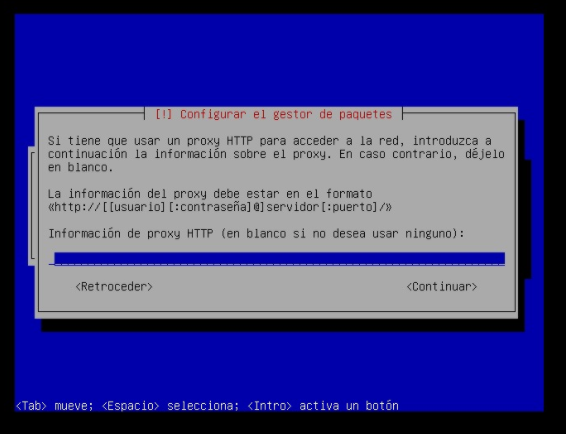 [!] Configurar el gestor de paquetes
Si tiene que usar un proxy HTTP para acceder a la red, introduzca a
continuación la información sobre el proxy. En caso contrario, déjelo
en blanco.
La información del proxy debe estar en el formato
«http://[[usuario][:contraseña]@]servidor[:puerto]/»
Información de proxy HTTP (en blanco si no desea usar ninguno):
<Retroceder> <Continuar>
<Tab> mueve; <Espacio> selecciona; <Intro> activa un botón